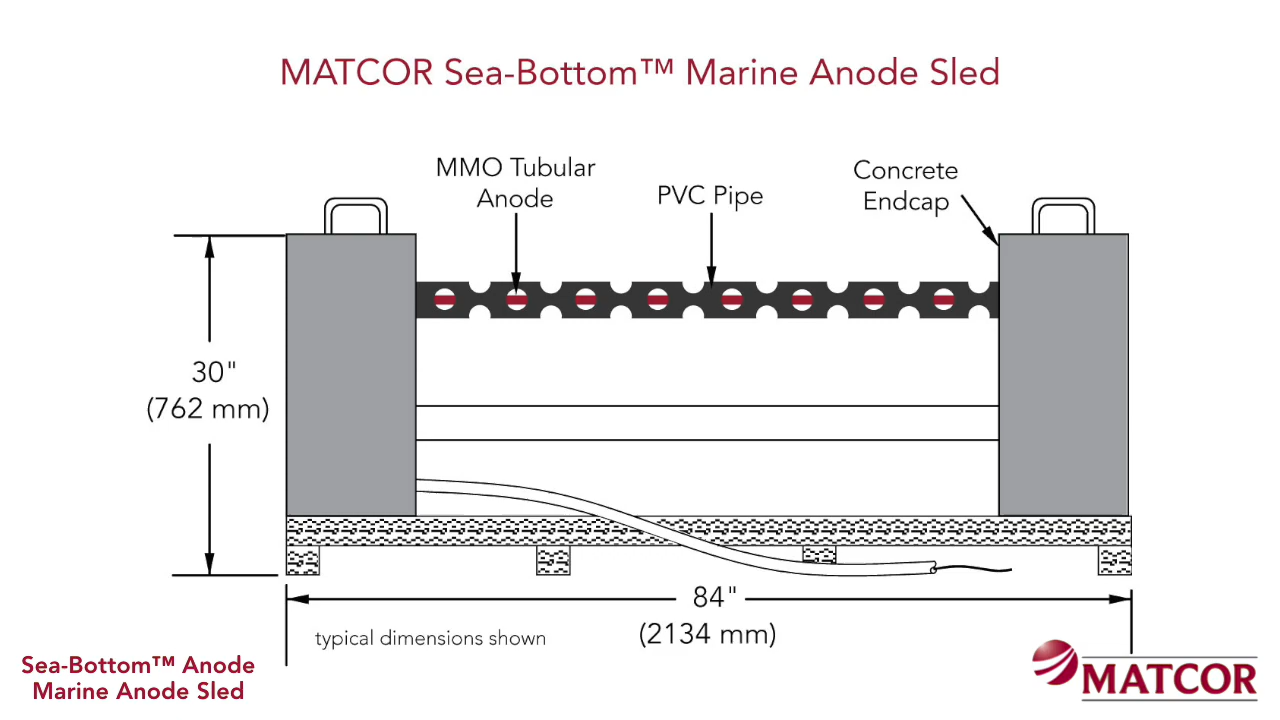 MATCOR Sea-Bottom™ Marine Anode Sled
MMO Tubular
Anode
PVC Pipe
Concrete
Endcap
30"
(762 mm)
84"
(2134 mm)
typical dimensions shown
Sea-Bottom™ Anode
Marine Anode Sled
MATCOR